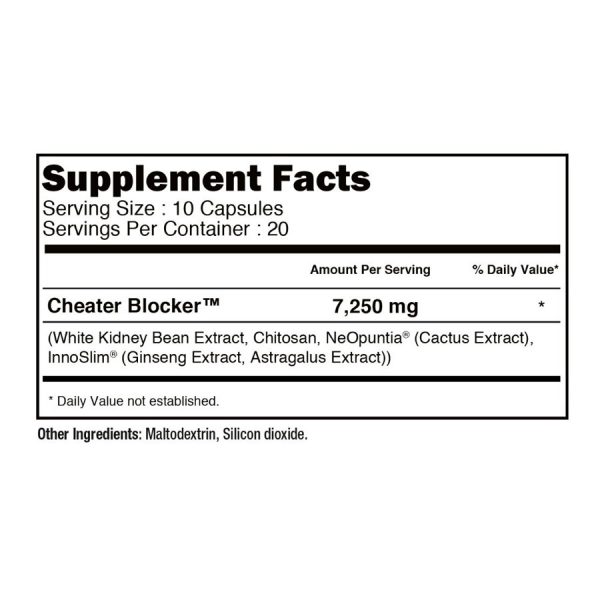 Supplement Facts
Serving Size : 10 Capsules
Servings Per Container : 20
Amount Per Serving % Daily Value*
Cheater Blocker™ 7,250 mg *
(White Kidney Bean Extract, Chitosan, NeOpuntia® (Cactus Extract),
InnoSlim® (Ginseng Extract, Astragalus Extract))
* Daily Value not established.
Other Ingredients: Maltodextrin, Silicon dioxide.